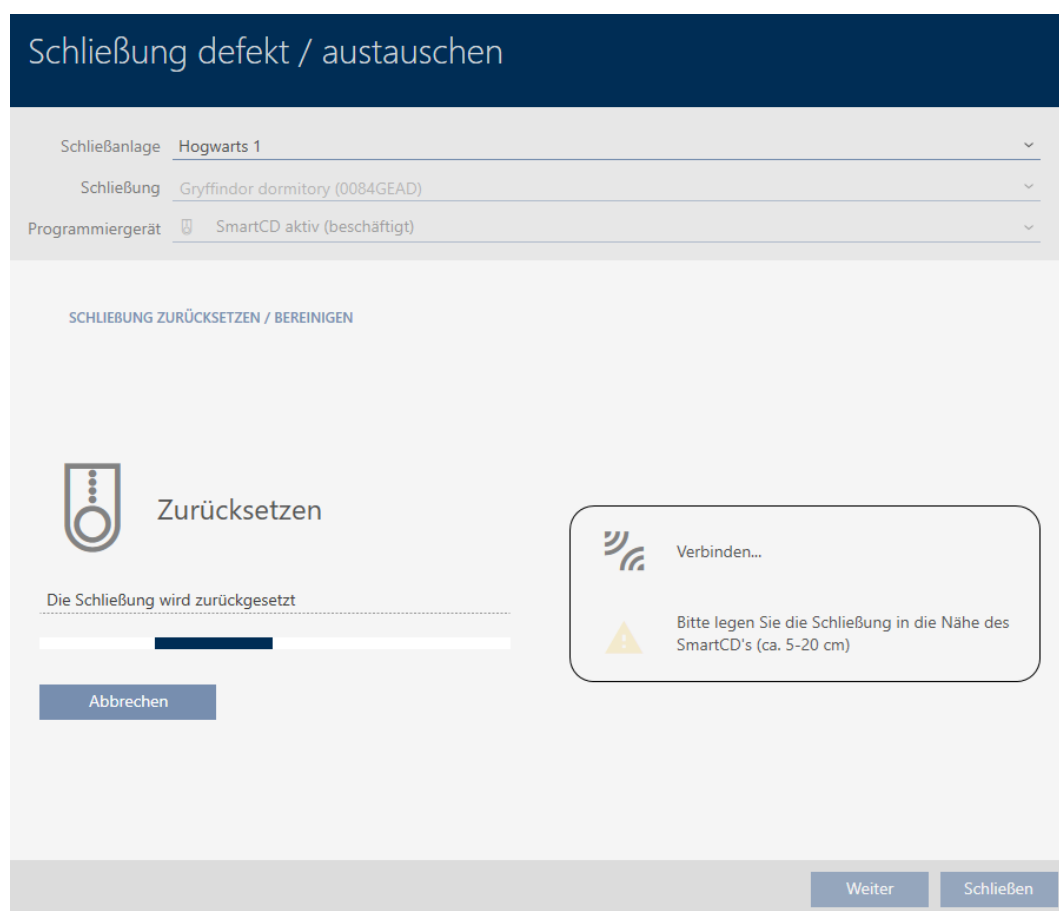 Schließung defekt / austauschen
Schließanlage Hogwarts 1
Schließung Gryffindor dormitory (0084GEAD)
Programmiergerät SmartCD aktiv (beschäftigt)
SCHLIEßUNG ZURÜCKSETZEN / BEREINIGEN
Zurücksetzen
Die Schließung wird zurückgesetzt
Abbrechen
Verbinden...
Bitte legen Sie die Schließung in die Nähe des
SmartCD's (ca. 5-20 cm)
Weiter Schließen